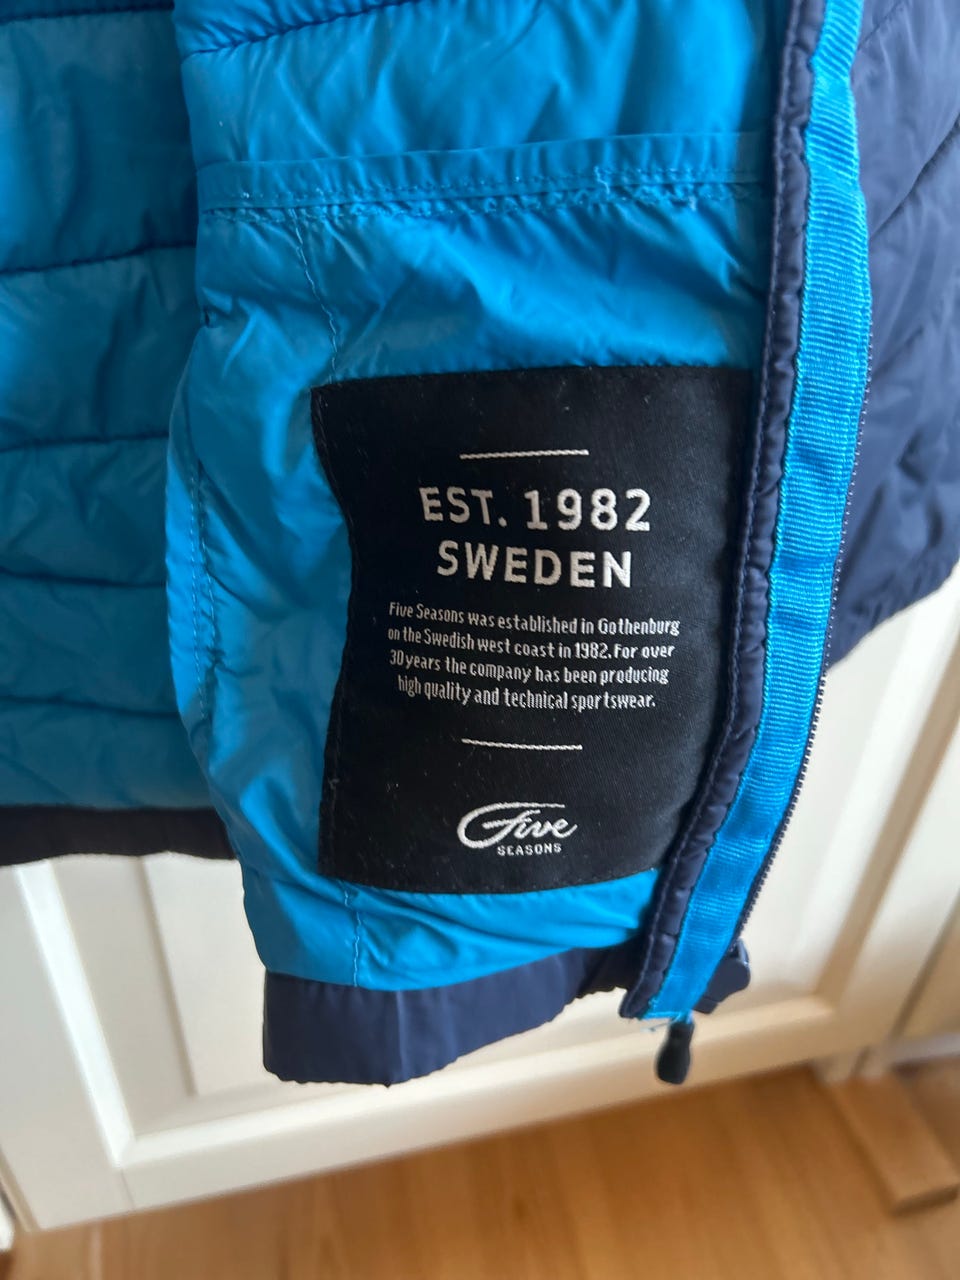 EST. 1982
SWEDEN
Five Seasons was established in Gothenburg
on the Swedish west coast in 1982. For over
30 years the company has been producing
high quality and technical sportswear.
Five
SEASONS